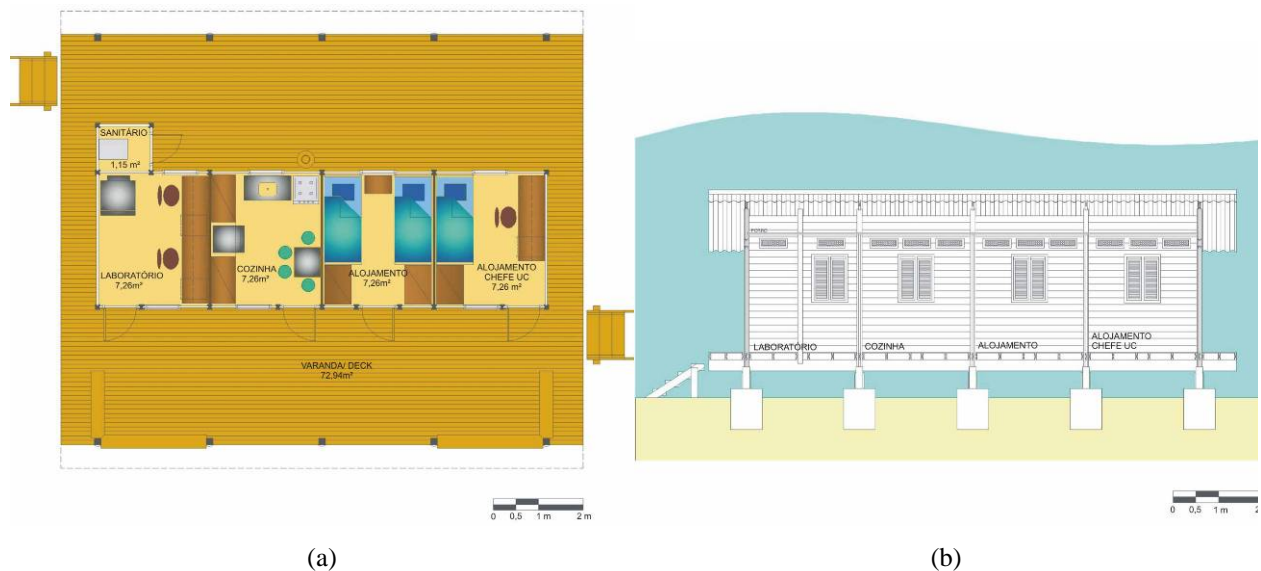 SANITÁRIO
1,15 m²
LABORATÓRIO
7,26m²
COZINHA
7,26m²
ALOJAMENTO
7,26m²
ALOJAMENTO
CHEFE UC
7,26 m²
VARANDA/ DECK
72,94m²
0 0,5 1 m 2 m
(a)
FORRO
LABORATÓRIO
COZINHA
ALOJAMENTO
ALOJAMENTO
CHEFE UC
0 0,5 1 m 2
(b)